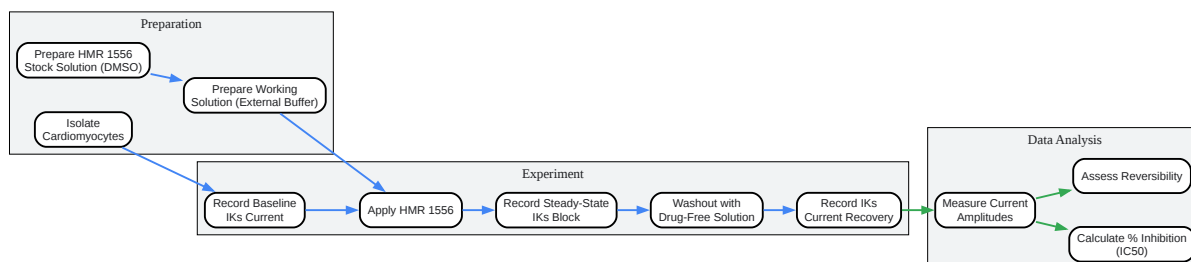 Preparation
Prepare HMR 1556
Stock Solution (DMSO)
Prepare Working
Solution (External Buffer)
Isolate
Cardiomyocytes
Experiment
Record Baseline
IKs Current
Apply HMR 1556
Record Steady-State
IKs Block
Washout with
Drug-Free Solution
Record IKs
Current Recovery
Data Analysis
Measure Current
Amplitudes
Assess Reversibility
Calculate % Inhibition
(IC50)